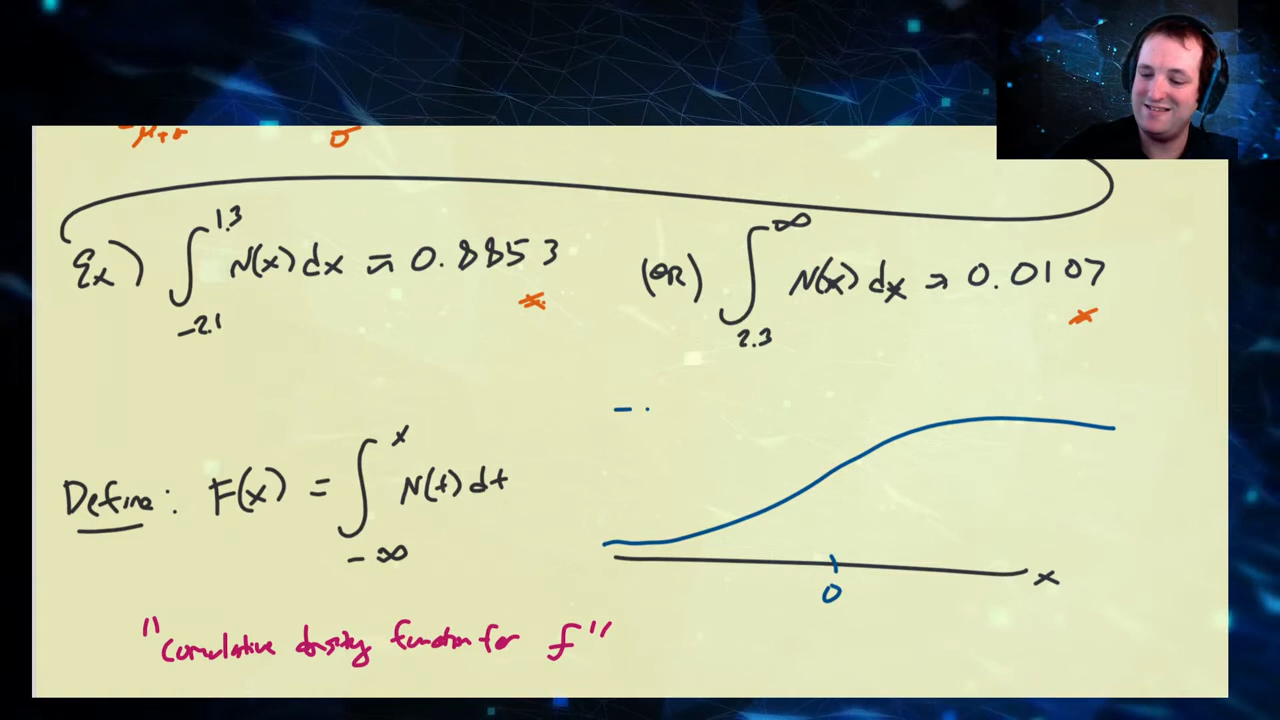 -μ+σ σ
Ex) ∫_{-2.1}^{1.3} N(x) dx ≈ 0.8853 (OR) ∫_{2.3}^{∞} N(x) dx ≈ 0.0107
Define: F(x) = ∫_{-∞}^{x} N(t) dt
x
0
"Cumulative density function for f"